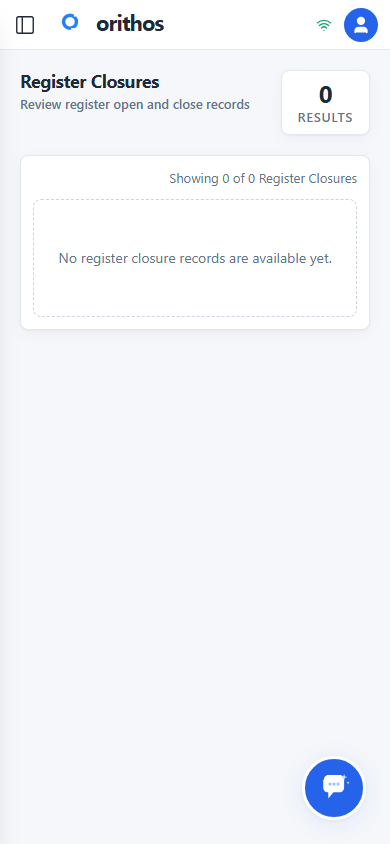 orithos
Register Closures
Review register open and close records
0
RESULTS
Showing 0 of 0 Register Closures
No register closure records are available yet.